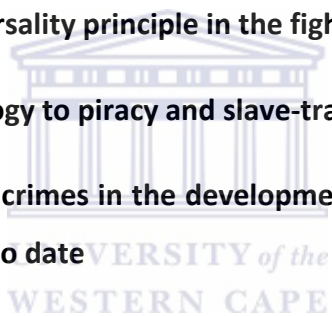 rsality principle in the figh
ogy to piracy and slave-tra
crimes in the developme
o date
UNIVERSITY of the
WESTERN CAPE